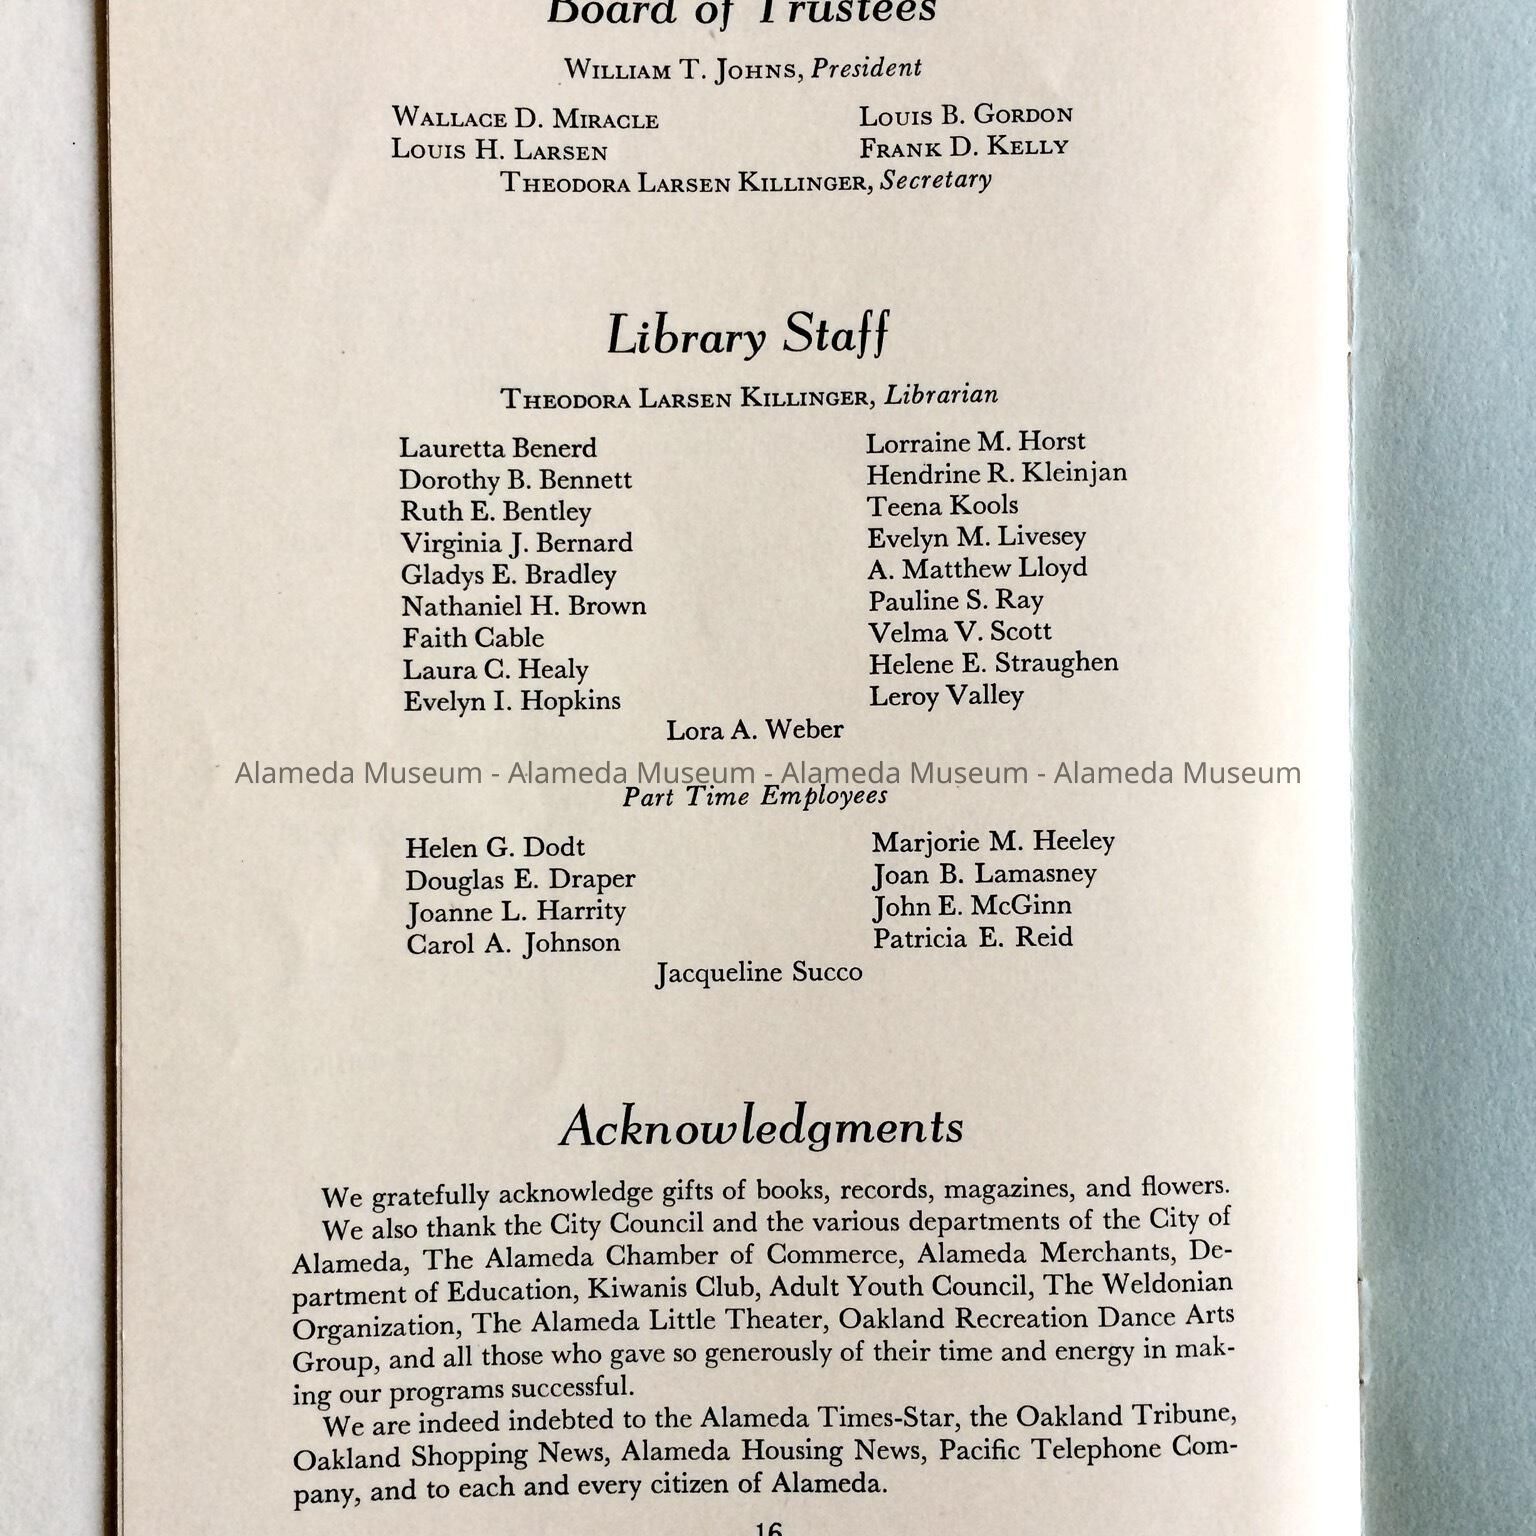 Board of Trustees
William T. Johns, President
Wallace D. Miracle Louis B. Gordon
Louis H. Larsen Frank D. Kelly
Theodora Larsen Killinger, Secretary
Library Staff
Theodora Larsen Killinger, Librarian
Lauretta Benerd Lorraine M. Horst
Dorothy B. Bennett Hendrine R. Kleinjan
Ruth E. Bentley Teena Kools
Virginia J. Bernard Evelyn M. Livesey
Gladys E. Bradley A. Matthew Lloyd
Nathaniel H. Brown Pauline S. Ray
Faith Cable Velma V. Scott
Laura C. Healy Helene E. Straughen
Evelyn I. Hopkins Leroy Valley
Lora A. Weber
Alameda Museum - Alameda Museum - Alameda Museum - Alameda Museum
Part Time Employees
Helen G. Dodt Marjorie M. Heeley
Douglas E. Draper Joan B. Lamasney
Joanne L. Harrity John E. McGinn
Carol A. Johnson Patricia E. Reid
Jacqueline Succo
Acknowledgments
We gratefully acknowledge gifts of books, records, magazines, and flowers.
We also thank the City Council and the various departments of the City of
Alameda, The Alameda Chamber of Commerce, Alameda Merchants, De-
partment of Education, Kiwanis Club, Adult Youth Council, The Weldonian
Organization, The Alameda Little Theater, Oakland Recreation Dance Arts
Group, and all those who gave so generously of their time and energy in mak-
ing our programs successful.
We are indeed indebted to the Alameda Times-Star, the Oakland Tribune,
Oakland Shopping News, Alameda Housing News, Pacific Telephone Com-
pany, and to each and every citizen of Alameda.
16